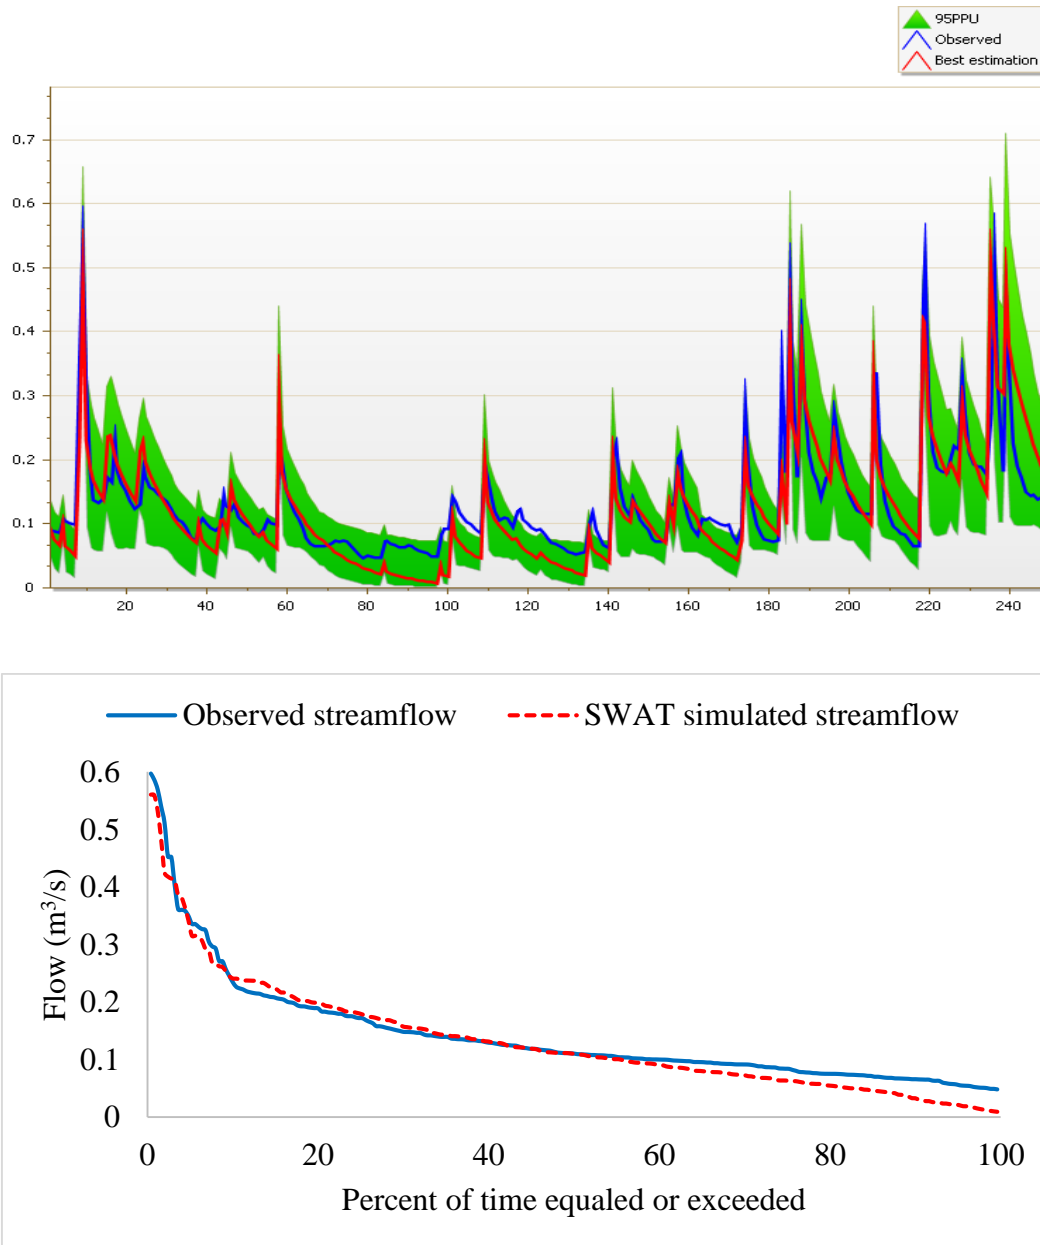 95PPU
Observed
Best estimation
0.7
0.6
0.5
0.4
0.3
0.2
0.1
0
20 40 60 80 100 120 140 160 180 200 220 240
Observed streamflow SWAT simulated streamflow
0.6
0.5
0.4
0.3
0.2
0.1
0
Flow (m³/s)
0 20 40 60 80 100
Percent of time equaled or exceeded